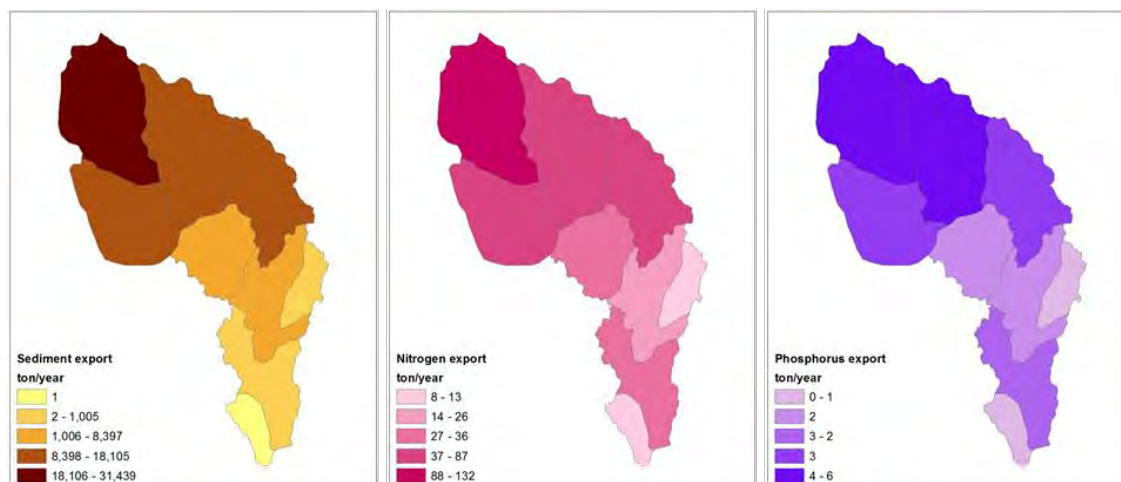 Sediment export
ton/year
1
2 - 1,005
1,006 - 8,397
8,398 - 18,105
18,106 - 31,439
Nitrogen export
ton/year
8 - 13
14 - 26
27 - 36
37 - 87
88 - 132
Phosphorus export
ton/year
0 - 1
2
3 - 2
3
4 - 6